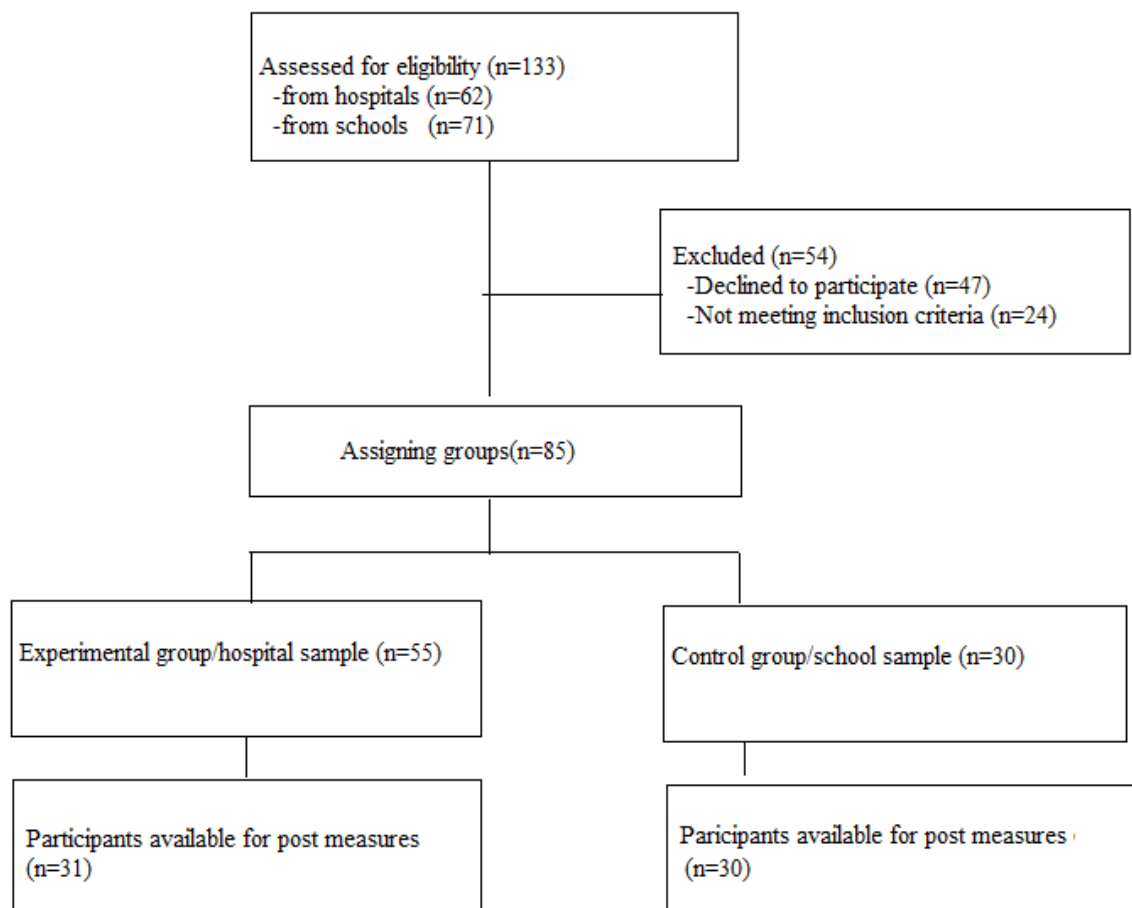 Assessed for eligibility (n=133)
-from hospitals (n=62)
-from schools (n=71)
Excluded (n=54)
-Declined to participate (n=47)
-Not meeting inclusion criteria (n=24)
Assigning groups(n=85)
Experimental group/hospital sample (n=55)
Control group/school sample (n=30)
Participants available for post measures
(n=31)
Paricipants available for post measures
(n=30)